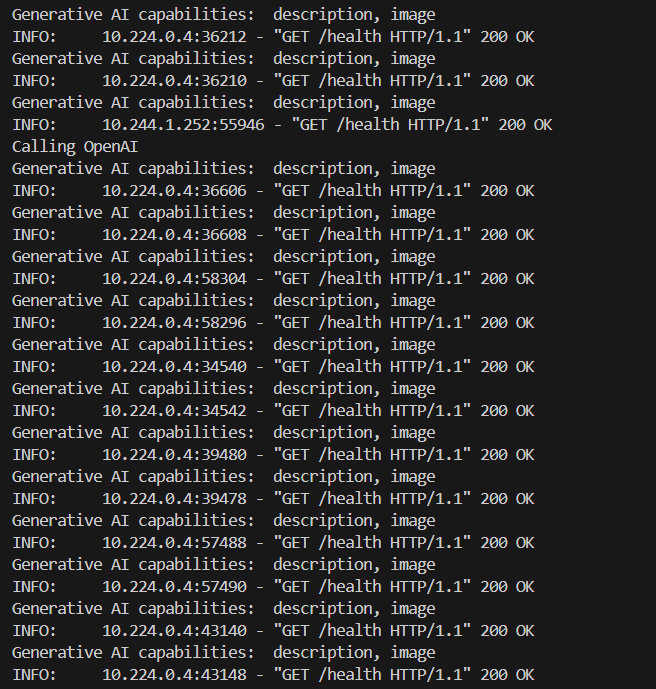 Generative AI capabilities:  description, image
INFO:     10.224.0.4:36212 - "GET /health HTTP/1.1" 200 OK
Generative AI capabilities:  description, image
INFO:     10.224.0.4:36210 - "GET /health HTTP/1.1" 200 OK
Generative AI capabilities:  description, image
INFO:     10.244.1.252:55946 - "GET /health HTTP/1.1" 200 OK
Calling OpenAI
Generative AI capabilities:  description, image
INFO:     10.224.0.4:36606 - "GET /health HTTP/1.1" 200 OK
Generative AI capabilities:  description, image
INFO:     10.224.0.4:36608 - "GET /health HTTP/1.1" 200 OK
Generative AI capabilities:  description, image
INFO:     10.224.0.4:58304 - "GET /health HTTP/1.1" 200 OK
Generative AI capabilities:  description, image
INFO:     10.224.0.4:58296 - "GET /health HTTP/1.1" 200 OK
Generative AI capabilities:  description, image
INFO:     10.224.0.4:34540 - "GET /health HTTP/1.1" 200 OK
Generative AI capabilities:  description, image
INFO:     10.224.0.4:34542 - "GET /health HTTP/1.1" 200 OK
Generative AI capabilities:  description, image
INFO:     10.224.0.4:39480 - "GET /health HTTP/1.1" 200 OK
Generative AI capabilities:  description, image
INFO:     10.224.0.4:39478 - "GET /health HTTP/1.1" 200 OK
Generative AI capabilities:  description, image
INFO:     10.224.0.4:57488 - "GET /health HTTP/1.1" 200 OK
Generative AI capabilities:  description, image
INFO:     10.224.0.4:57490 - "GET /health HTTP/1.1" 200 OK
Generative AI capabilities:  description, image
INFO:     10.224.0.4:43140 - "GET /health HTTP/1.1" 200 OK
Generative AI capabilities:  description, image
INFO:     10.224.0.4:43148 - "GET /health HTTP/1.1" 200 OK